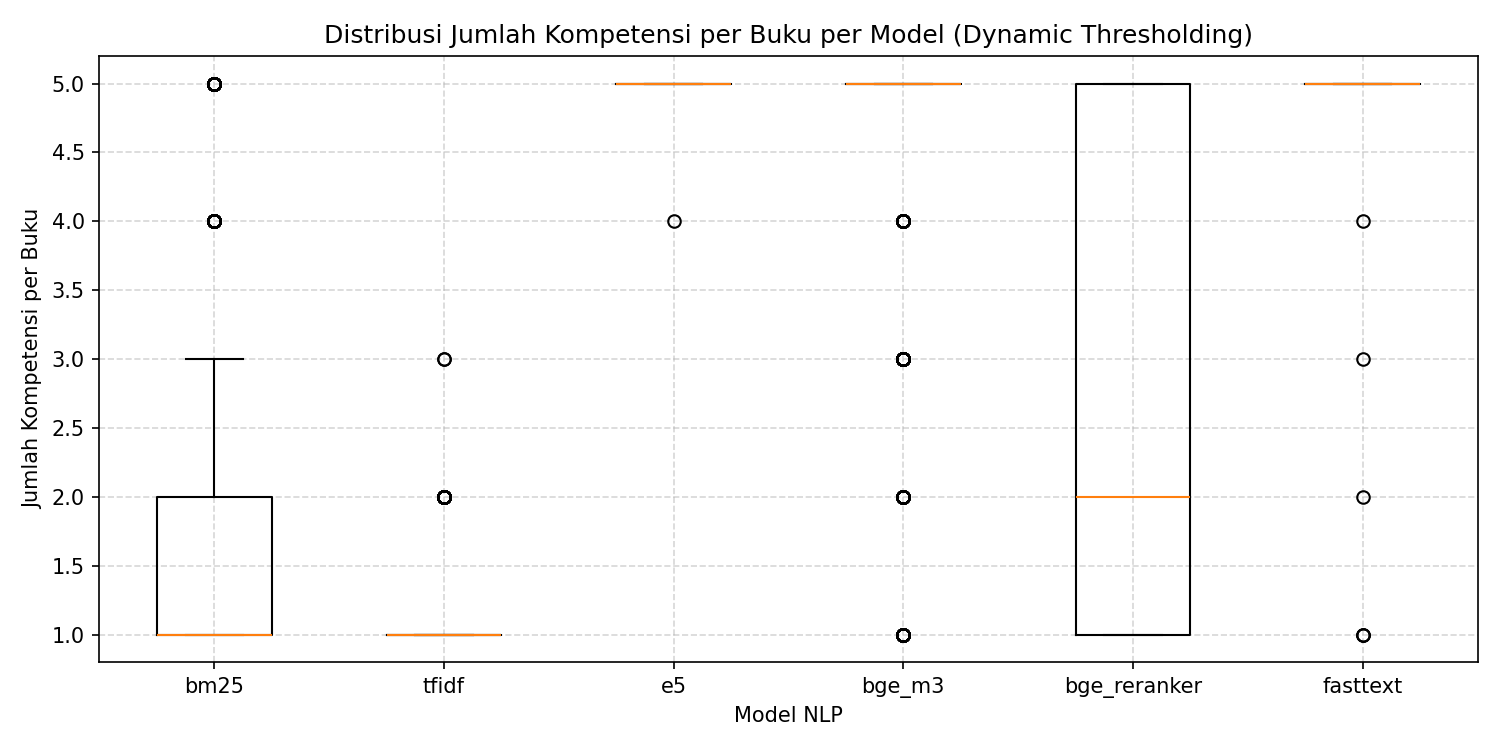 Distribusi Jumlah Kompetensi per Buku per Model (Dynamic Thresholding)
Jumlah Kompetensi per Buku
5.0
4.5
4.0
3.5
3.0
2.5
2.0
1.5
1.0
bm25 tfidf e5 bge_m3 bge_reranker fasttext
Model NLP